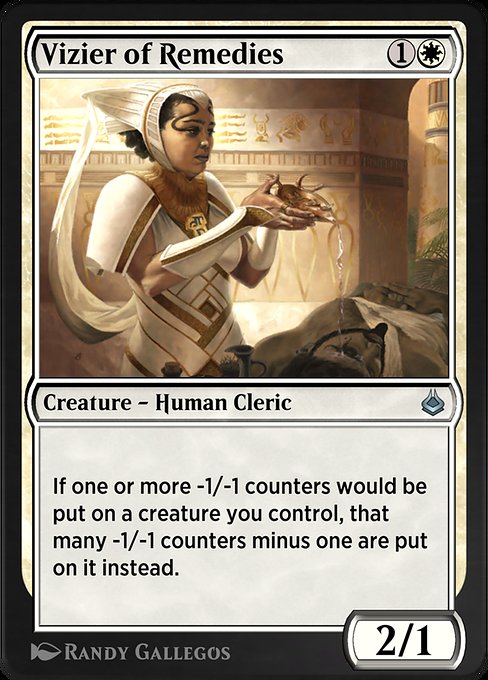 Vizier of Remedies 1
Creature – Human Cleric
If one or more -1/-1 counters would be
put on a creature you control, that
many -1/-1 counters minus one are put
on it instead.
2/1
Randy Gallegos